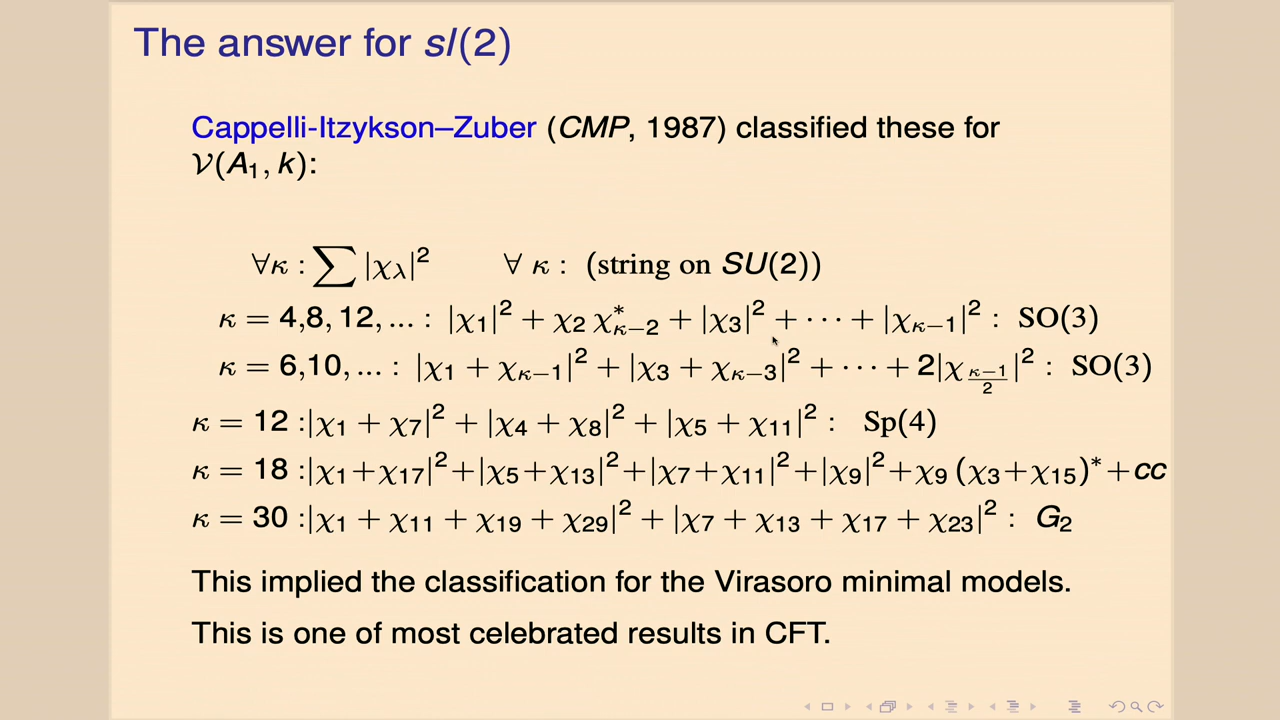 The answer for sl(2)
Cappelli-Itzykson–Zuber (CMP, 1987) classified these for
𝒱(A₁, k):
∀κ : ∑ |χ_λ|² ∀ κ : (string on SU(2))
κ = 4,8, 12, ... : |χ₁|² + χ₂ χ*_{κ−2} + |χ₃|² + ⋯ + |χ_{κ−1}|² : SO(3)
κ = 6,10, ... : |χ₁ + χ_{κ−1}|² + |χ₃ + χ_{κ−3}|² + ⋯ + 2|χ_{\frac{κ−1}{2}}|² : SO(3)
κ = 12 :|χ₁ + χ₇|² + |χ₄ + χ₈|² + |χ₅ + χ₁₁|² : Sp(4)
κ = 18 :|χ₁+χ₁₇|²+|χ₅+χ₁₃|²+|χ₇+χ₁₁|²+|χ₉|²+χ₉ (χ₃+χ₁₅)*+cc
κ = 30 :|χ₁ + χ₁₁ + χ₁₉ + χ₂₉|² + |χ₇ + χ₁₃ + χ₁₇ + χ₂₃|² : G₂
This implied the classification for the Virasoro minimal models.
This is one of most celebrated results in CFT.